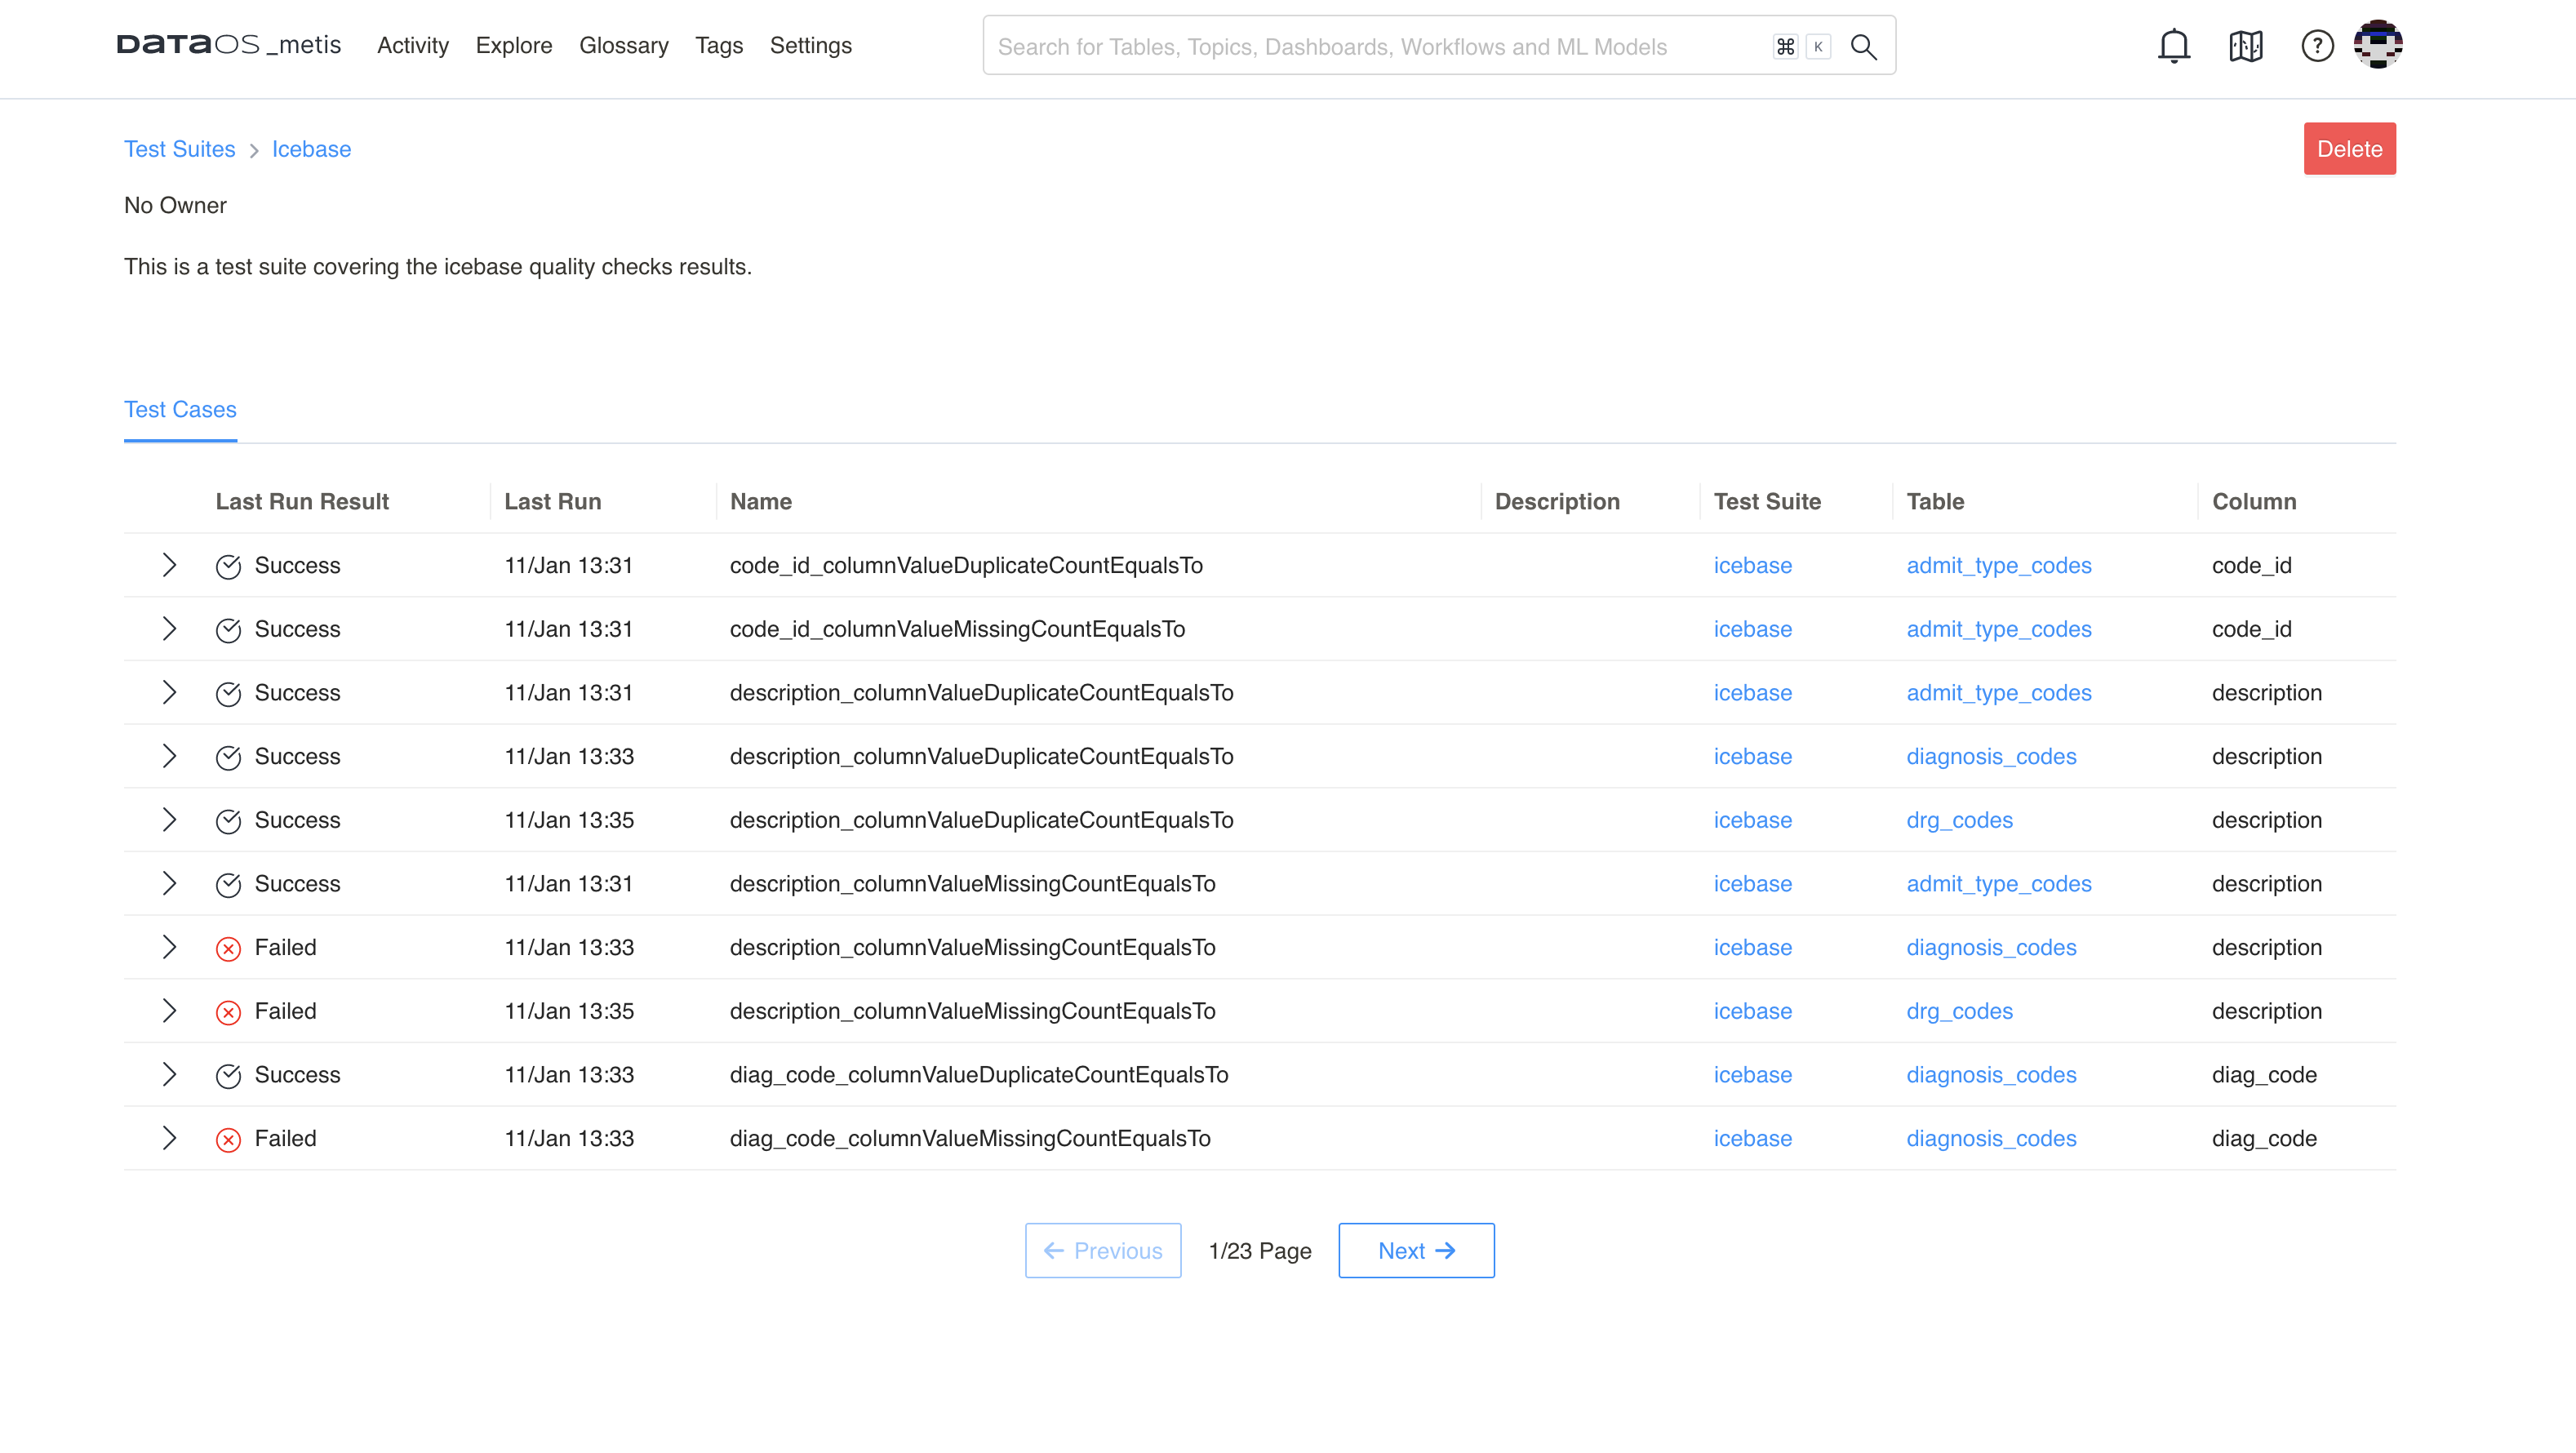 DATAOS _metis Activity Explore Glossary Tags Settings Search for Tables, Topics, Dashboards, Workflows and ML Models ⌘ K ?
Test Suites > Icebase Delete
No Owner
This is a test suite covering the icebase quality checks results.
Test Cases
Last Run Result Last Run Name Description Test Suite Table Column
Success 11/Jan 13:31 code_id_columnValueDuplicateCountEqualsTo icebase admit_type_codes code_id
Success 11/Jan 13:31 code_id_columnValueMissingCountEqualsTo icebase admit_type_codes code_id
Success 11/Jan 13:31 description_columnValueDuplicateCountEqualsTo icebase admit_type_codes description
Success 11/Jan 13:33 description_columnValueDuplicateCountEqualsTo icebase diagnosis_codes description
Success 11/Jan 13:35 description_columnValueDuplicateCountEqualsTo icebase drg_codes description
Success 11/Jan 13:31 description_columnValueMissingCountEqualsTo icebase admit_type_codes description
Failed 11/Jan 13:33 description_columnValueMissingCountEqualsTo icebase diagnosis_codes description
Failed 11/Jan 13:35 description_columnValueMissingCountEqualsTo icebase drg_codes description
Success 11/Jan 13:33 diag_code_columnValueDuplicateCountEqualsTo icebase diagnosis_codes diag_code
Failed 11/Jan 13:33 diag_code_columnValueMissingCountEqualsTo icebase diagnosis_codes diag_code
← Previous 1/23 Page Next →